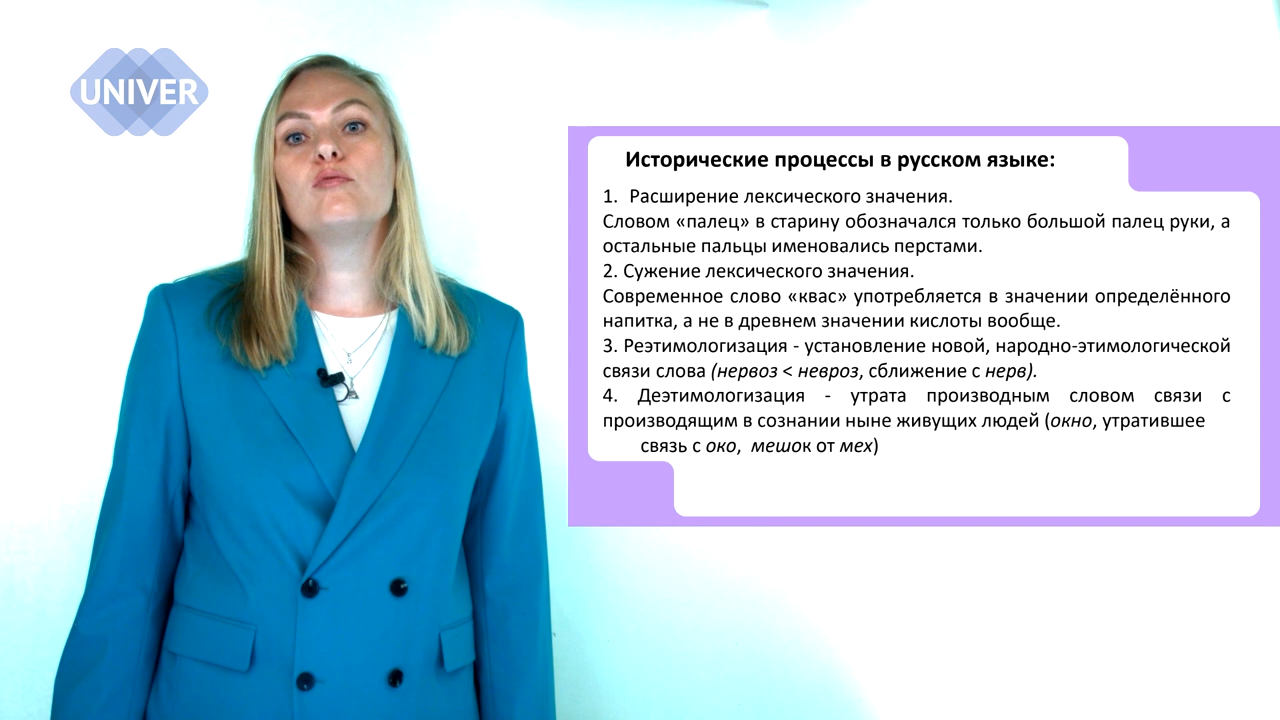 UNIVER
Исторические процессы в русском языке:
1. Расширение лексического значения.
Словом «палец» в старину обозначался только большой палец руки, а
остальные пальцы именовались перстами.
2. Сужение лексического значения.
Современное слово «квас» употребляется в значении определённого
напитка, а не в древнем значении кислоты вообще.
3. Реэтимологизация - установление новой, народно-этимологической
связи слова (нервоз < невроз, сближение с нерв).
4. Деэтимологизация - утрата производным словом связи с
производящим в сознании ныне живущих людей (окно, утратившее
связь с око, мешок от мех)